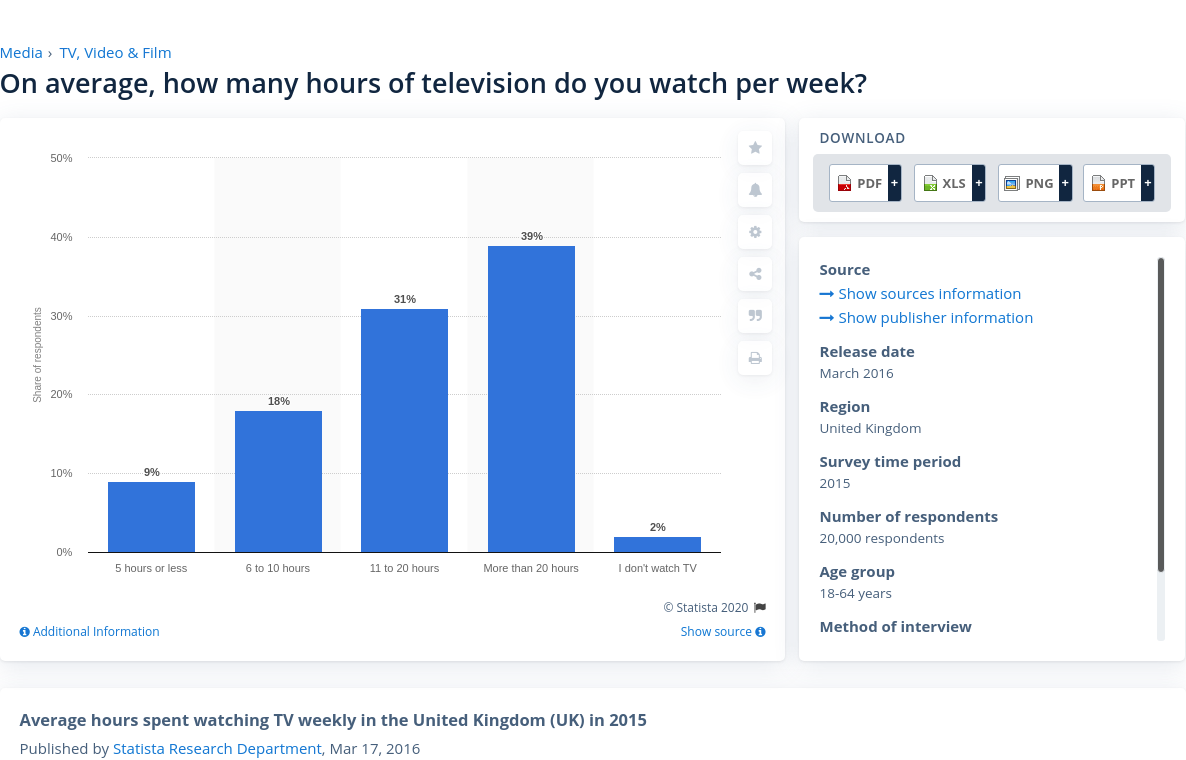 Media › TV, Video & Film
On average, how many hours of television do you watch per week?
50%
40%
30%
20%
10%
0%
Share of respondents
9%
18%
31%
39%
2%
5 hours or less
6 to 10 hours
11 to 20 hours
More than 20 hours
I don't watch TV
© Statista 2020
Additional Information
Show source
DOWNLOAD
PDF +
XLS +
PNG +
PPT +
Source
Show sources information
Show publisher information
Release date
March 2016
Region
United Kingdom
Survey time period
2015
Number of respondents
20,000 respondents
Age group
18-64 years
Method of interview
Average hours spent watching TV weekly in the United Kingdom (UK) in 2015
Published by Statista Research Department, Mar 17, 2016